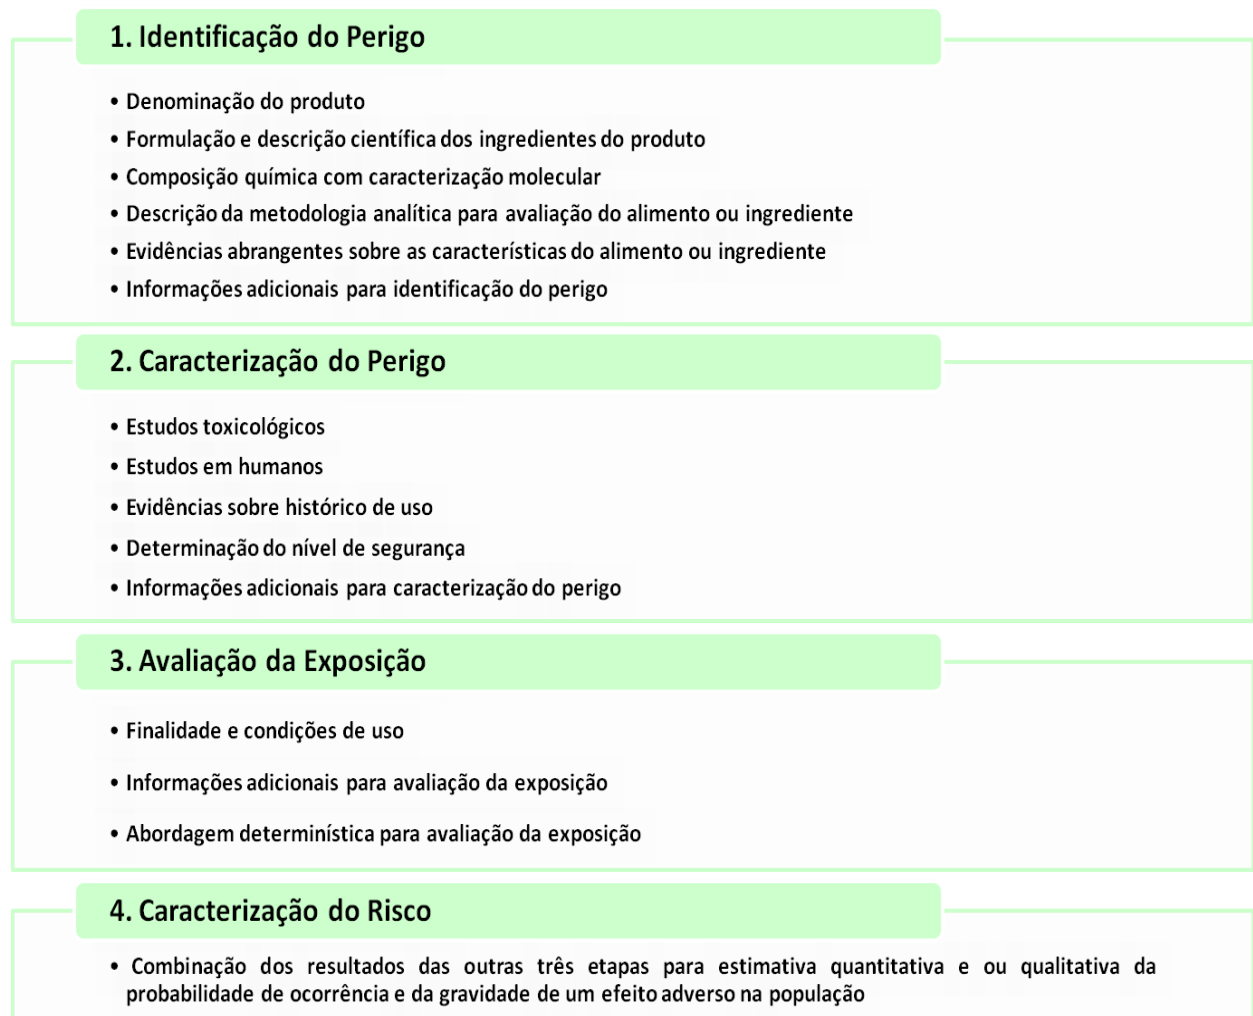 1. Identificação do Perigo
• Denominação do produto
• Formulação e descrição científica dos ingredientes do produto
• Composição química com caracterização molecular
• Descrição da metodologia analítica para avaliação do alimento ou ingrediente
• Evidências abrangentes sobre as características do alimento ou ingrediente
• Informações adicionais para identificação do perigo
2. Caracterização do Perigo
• Estudos toxicológicos
• Estudos em humanos
• Evidências sobre histórico de uso
• Determinação do nível de segurança
• Informações adicionais para caracterização do perigo
3. Avaliação da Exposição
• Finalidade e condições de uso
• Informações adicionais para avaliação da exposição
• Abordagem determinística para avaliação da exposição
4. Caracterização do Risco
• Combinação dos resultados das outras três etapas para estimativa quantitativa e ou qualitativa da
probabilidade de ocorrência e da gravidade de um efeito adverso na população